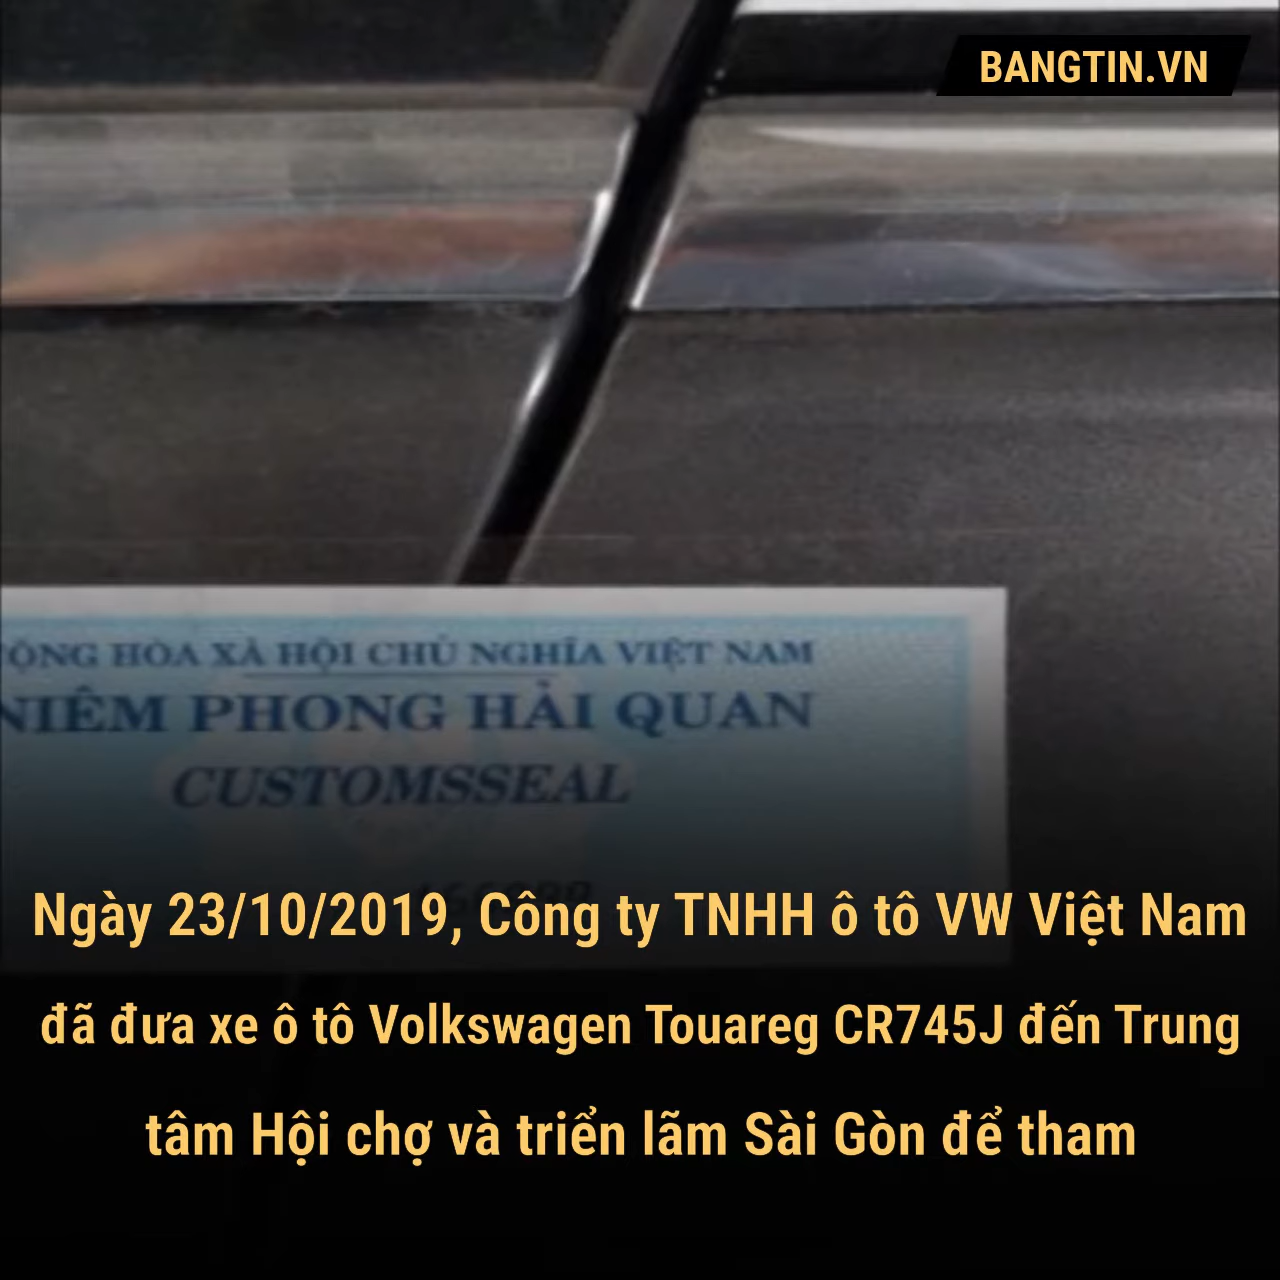 BANGTIN.VN
CỘNG HÒA XÃ HỘI CHỦ NGHĨA VIỆT NAM
NIÊM PHONG HẢI QUAN
CUSTOMSSEAL
Ngày 23/10/2019, Công ty TNHH ô tô VW Việt Nam
đã đưa xe ô tô Volkswagen Touareg CR745J đến Trung
tâm Hội chợ và triển lãm Sài Gòn để tham